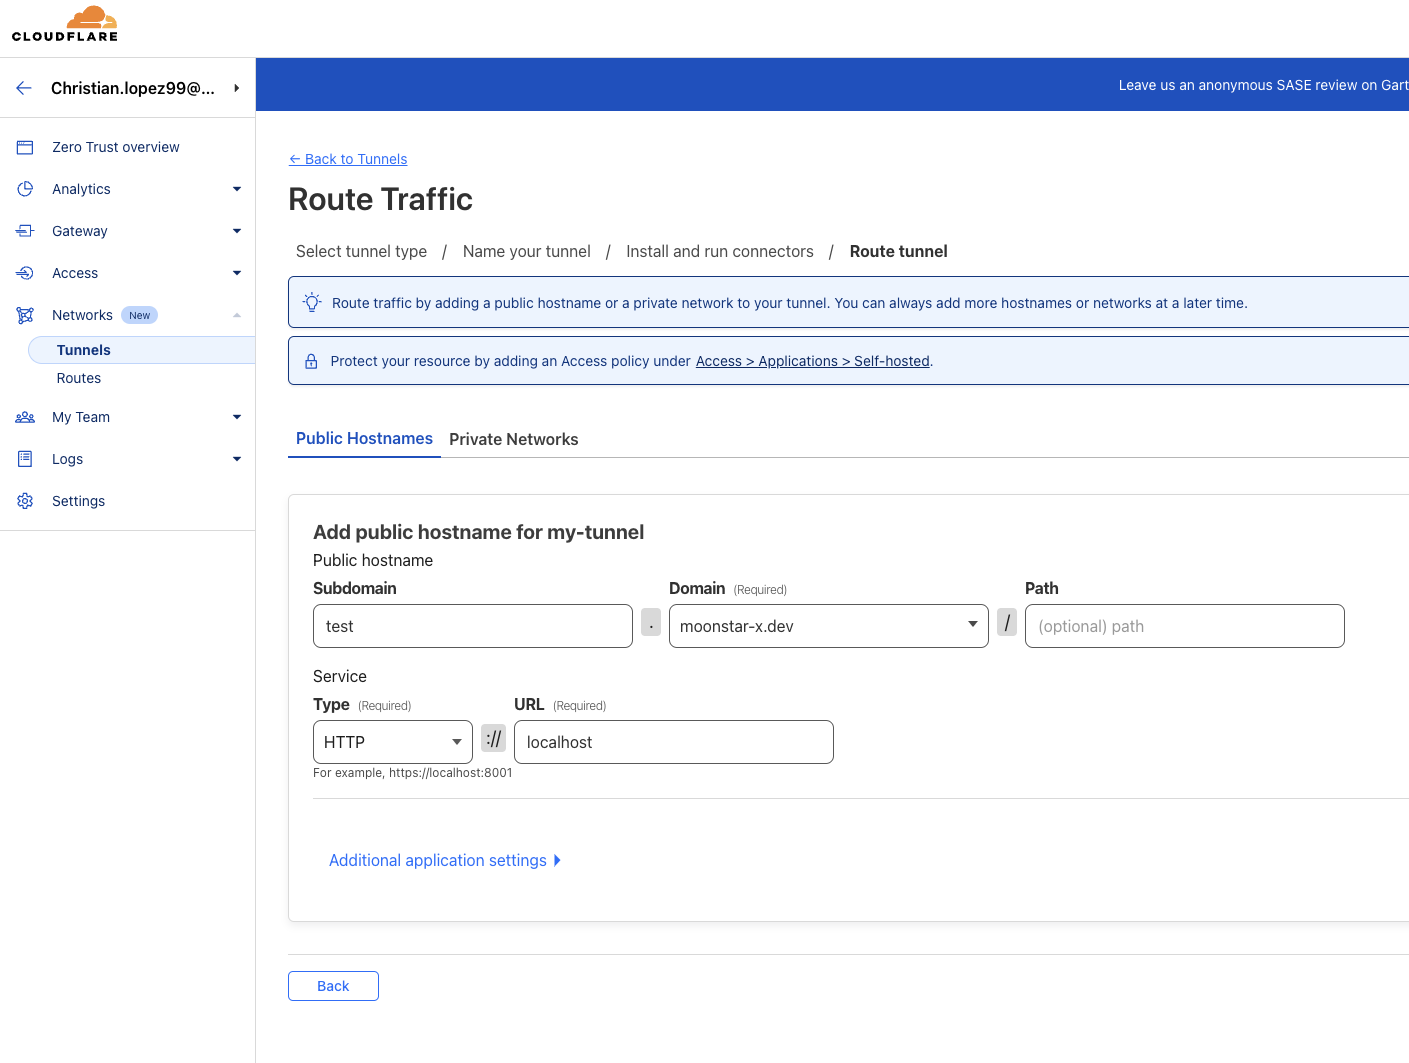 CLOUDFLARE
Christian.lopez99@...
Leave us an anonymous SASE review on Gart
Zero Trust overview
Analytics
Gateway
Access
Networks New
Tunnels
Routes
My Team
Logs
Settings
← Back to Tunnels
Route Traffic
Select tunnel type / Name your tunnel / Install and run connectors / Route tunnel
Route traffic by adding a public hostname or a private network to your tunnel. You can always add more hostnames or networks at a later time.
Protect your resource by adding an Access policy under Access > Applications > Self-hosted.
Public Hostnames Private Networks
Add public hostname for my-tunnel
Public hostname
Subdomain Domain (Required) Path
test . moonstar-x.dev / (optional) path
Service
Type (Required) URL (Required)
HTTP :// localhost
For example, https://localhost:8001
Additional application settings
Back